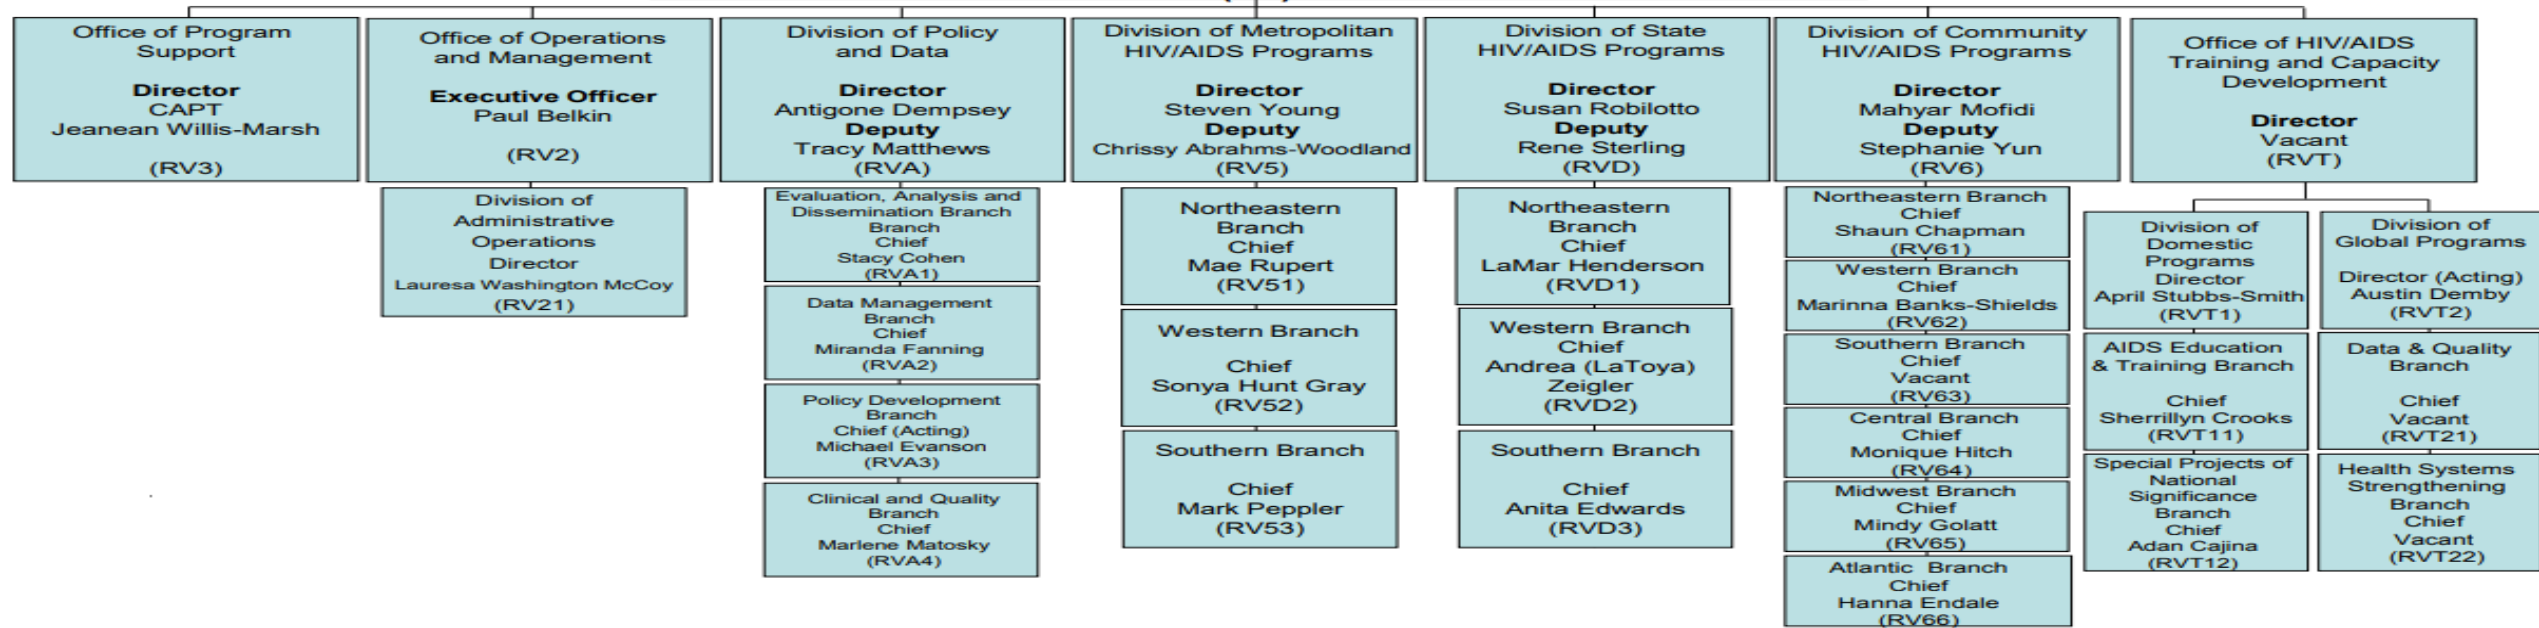 Office of Program
Support
Director
CAPT
Jeanean Willis-Marsh
(RV3)
Office of Operations
and Management
Executive Officer
Paul Belkin
(RV2)
Division of
Administrative
Operations
Director
Lauresa Washington McCoy
(RV21)
Division of Policy
and Data
Director
Antigone Dempsey
Deputy
Tracy Matthews
(RVA)
Evaluation, Analysis and
Dissemination Branch
Branch
Chief
Stacy Cohen
(RVA1)
Data Management
Branch
Chief
Miranda Fanning
(RVA2)
Policy Development
Branch
Chief (Acting)
Michael Evanson
(RVA3)
Clinical and Quality
Branch
Chief
Marlene Matosky
(RVA4)
Division of Metropolitan
HIV/AIDS Programs
Director
Steven Young
Deputy
Chrissy Abrahms-Woodland
(RV5)
Northeastern
Branch
Chief
Mae Rupert
(RV51)
Western Branch
Chief
Sonya Hunt Gray
(RV52)
Southern Branch
Chief
Mark Peppler
(RV53)
Division of State
HIV/AIDS Programs
Director
Susan Robilotto
Deputy
Rene Sterling
(RVD)
Northeastern
Branch
Chief
LaMar Henderson
(RVD1)
Western Branch
Chief
Andrea (LaToya)
Zeigler
(RVD2)
Southern Branch
Chief
Anita Edwards
(RVD3)
Division of Community
HIV/AIDS Programs
Director
Mahyar Mofidi
Deputy
Stephanie Yun
(RV6)
Northeastern Branch
Chief
Shaun Chapman
(RV61)
Western Branch
Chief
Marinna Banks-Shields
(RV62)
Southern Branch
Chief
Vacant
(RV63)
Central Branch
Chief
Monique Hitch
(RV64)
Midwest Branch
Chief
Mindy Golatt
(RV65)
Atlantic Branch
Chief
Hanna Endale
(RV66)
Office of HIV/AIDS
Training and Capacity
Development
Director
Vacant
(RVT)
Division of
Domestic
Programs
Director
April Stubbs-Smith
(RVT1)
AIDS Education
& Training Branch
Chief
Sherrillyn Crooks
(RVT11)
Special Projects of
National
Significance
Branch
Chief
Adan Cajina
(RVT12)
Division of
Global Programs
Director (Acting)
Austin Demby
(RVT2)
Data & Quality
Branch
Chief
Vacant
(RVT21)
Health Systems
Strengthening
Branch
Chief
Vacant
(RVT22)